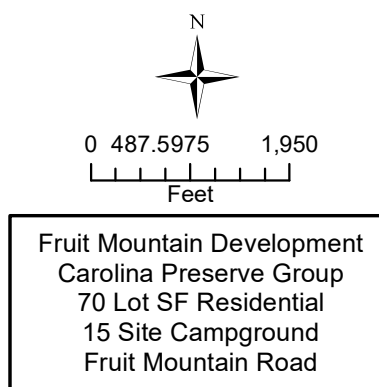 N
0 487.5975 1,950
Feet
Fruit Mountain Development
Carolina Preserve Group
70 Lot SF Residential
15 Site Campground
Fruit Mountain Road